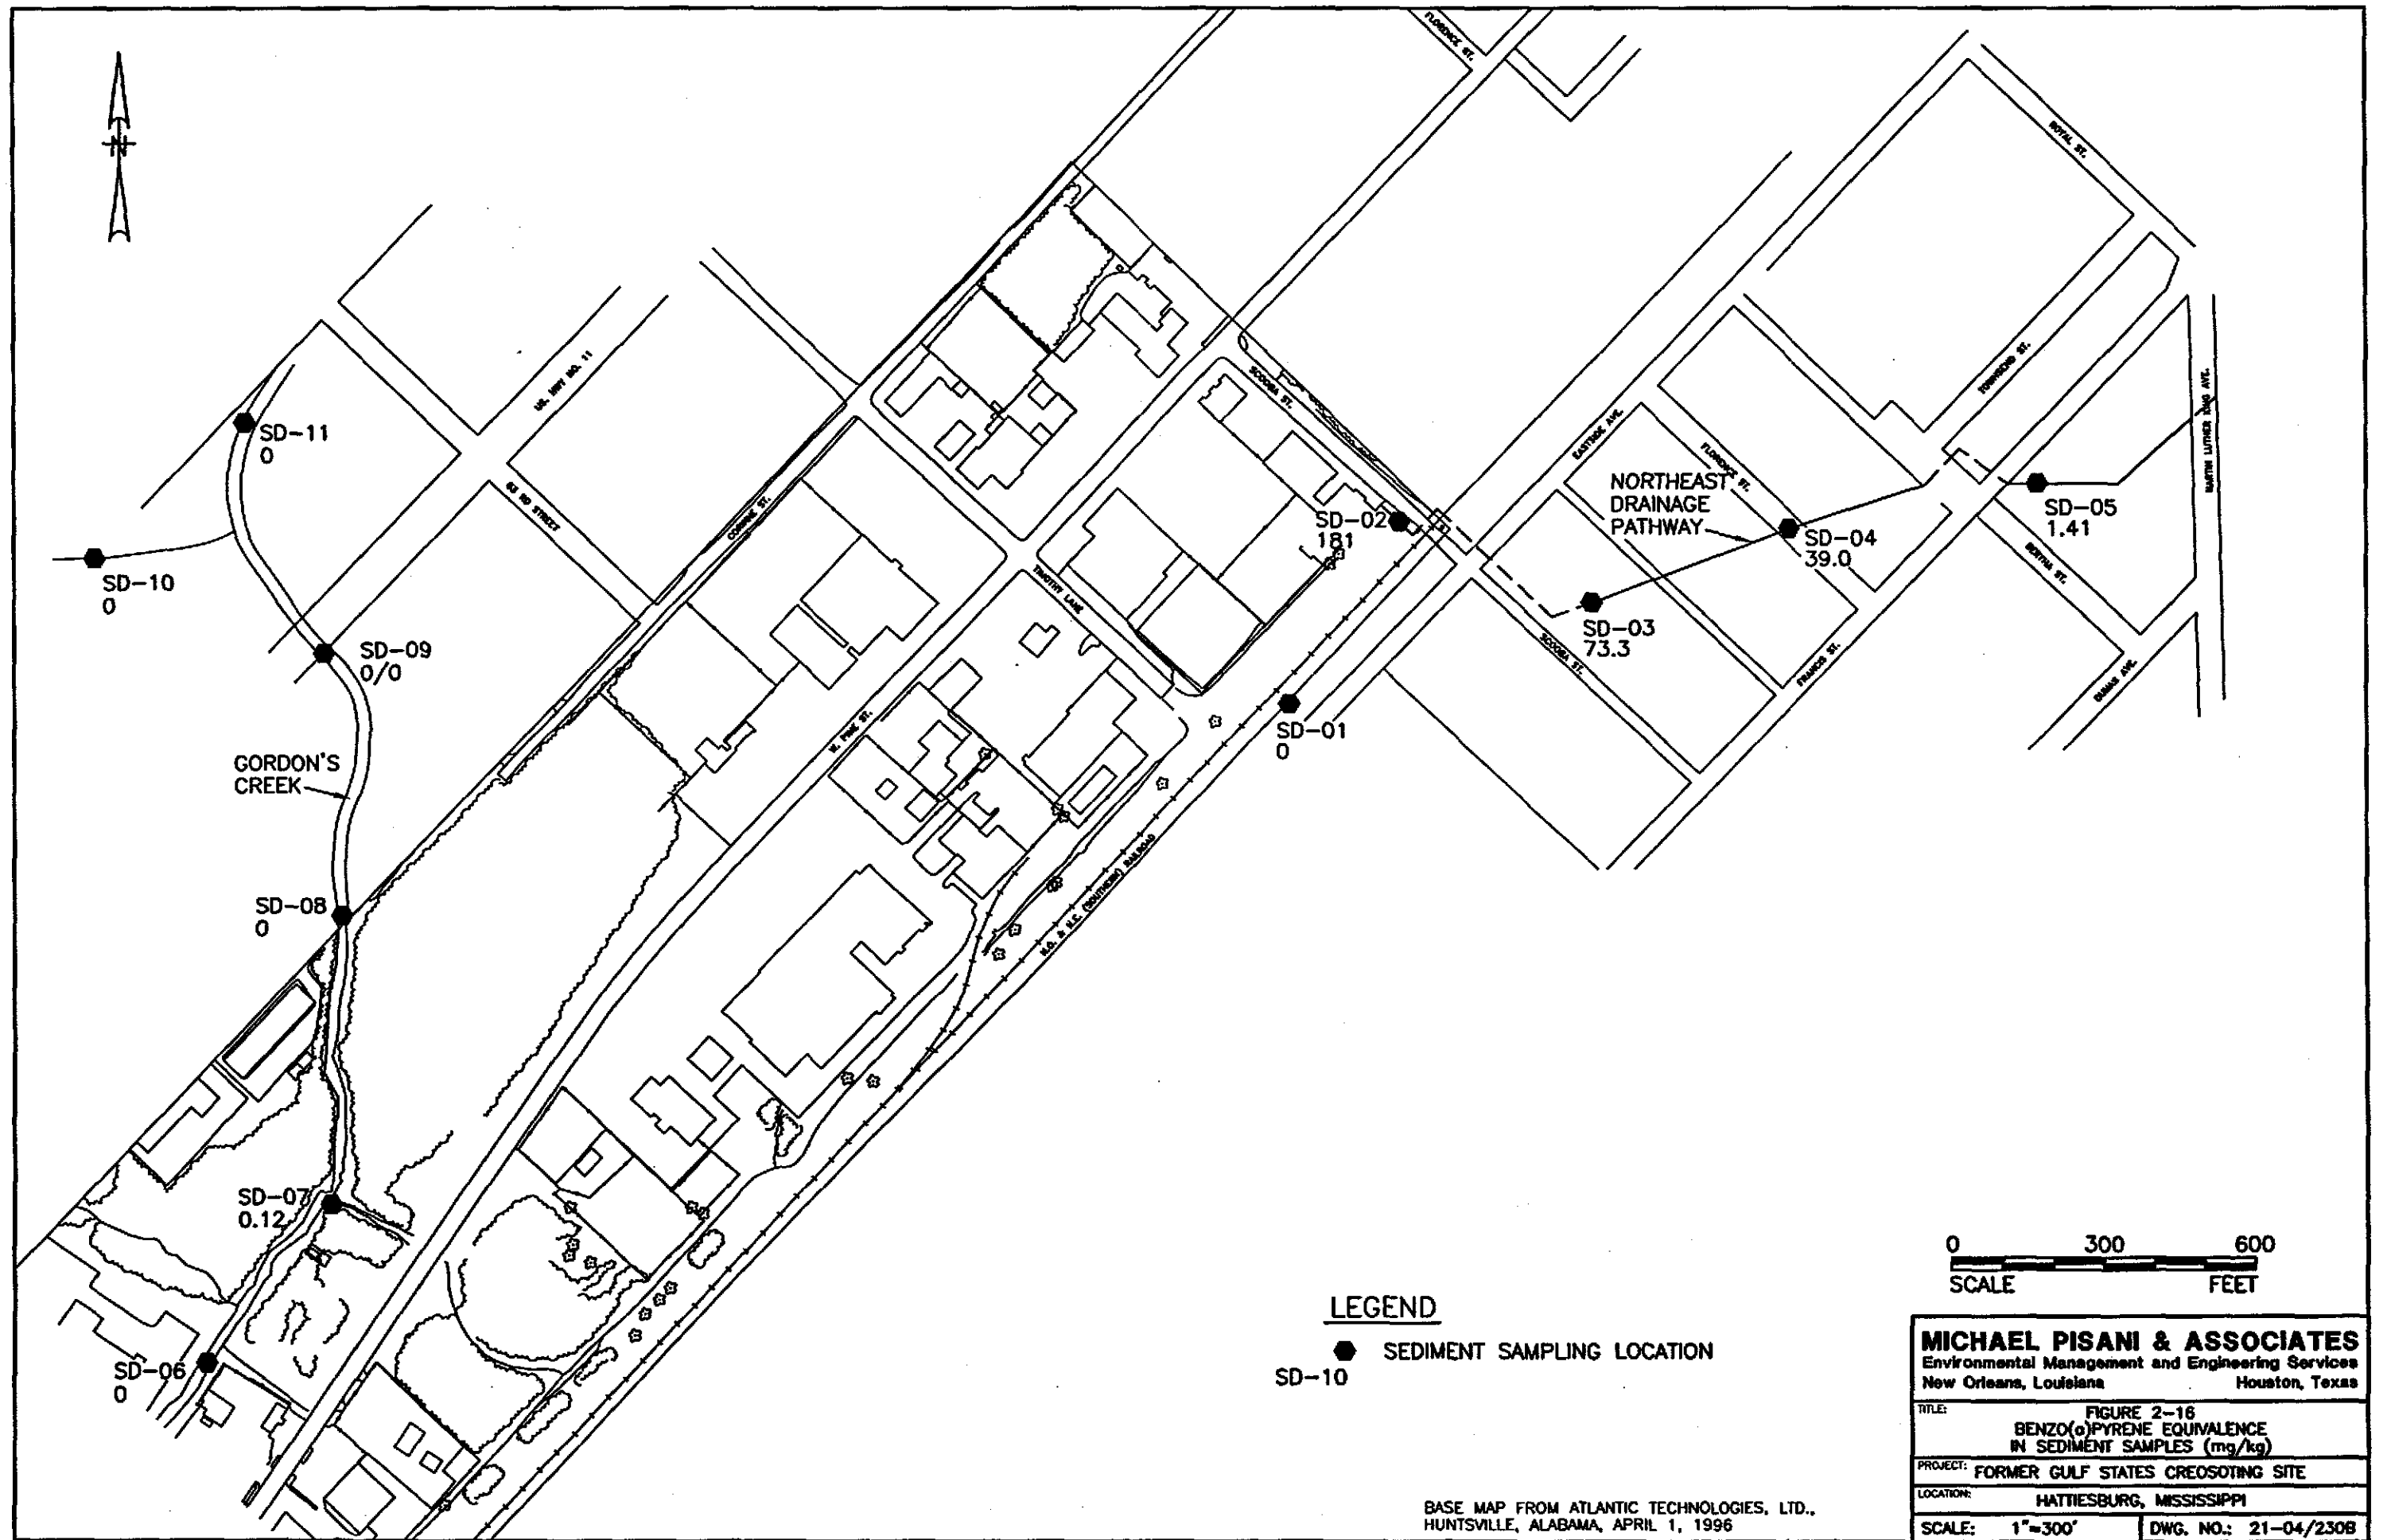 N
FLORENCE ST.
ROYAL ST.
U.S. HWY NO. 11
63 RD STREET
CORINNE ST.
SCOOBA ST.
EASTSIDE AVE.
FLORENCE ST.
TOWNSEND ST.
MARTIN LUTHER KING AVE.
SD-11
0
SD-10
0
SD-09
0/0
SD-02
181
NORTHEAST
DRAINAGE
PATHWAY
SD-04
39.0
SD-05
1.41
BERTHA ST.
TIMOTHY LANE
SD-03
73.3
SCOOBA ST.
FRANCIS ST.
DUMAS AVE.
W. PINE ST.
SD-01
0
GORDON'S
CREEK
N.O. & N.E. (SOUTHERN) RAILROAD
SD-08
0
SD-07
0.12
SD-06
0
0 300 600
SCALE FEET
LEGEND
SEDIMENT SAMPLING LOCATION
SD-10
BASE MAP FROM ATLANTIC TECHNOLOGIES, LTD.,
HUNTSVILLE, ALABAMA, APRIL 1, 1996
MICHAEL PISANI & ASSOCIATES
Environmental Management and Engineering Services
New Orleans, Louisiana Houston, Texas
TITLE: FIGURE 2-16
BENZO(a)PYRENE EQUIVALENCE
IN SEDIMENT SAMPLES (mg/kg)
PROJECT: FORMER GULF STATES CREOSOTING SITE
LOCATION: HATTIESBURG, MISSISSIPPI
SCALE: 1"=300' DWG. NO.: 21-04/230B